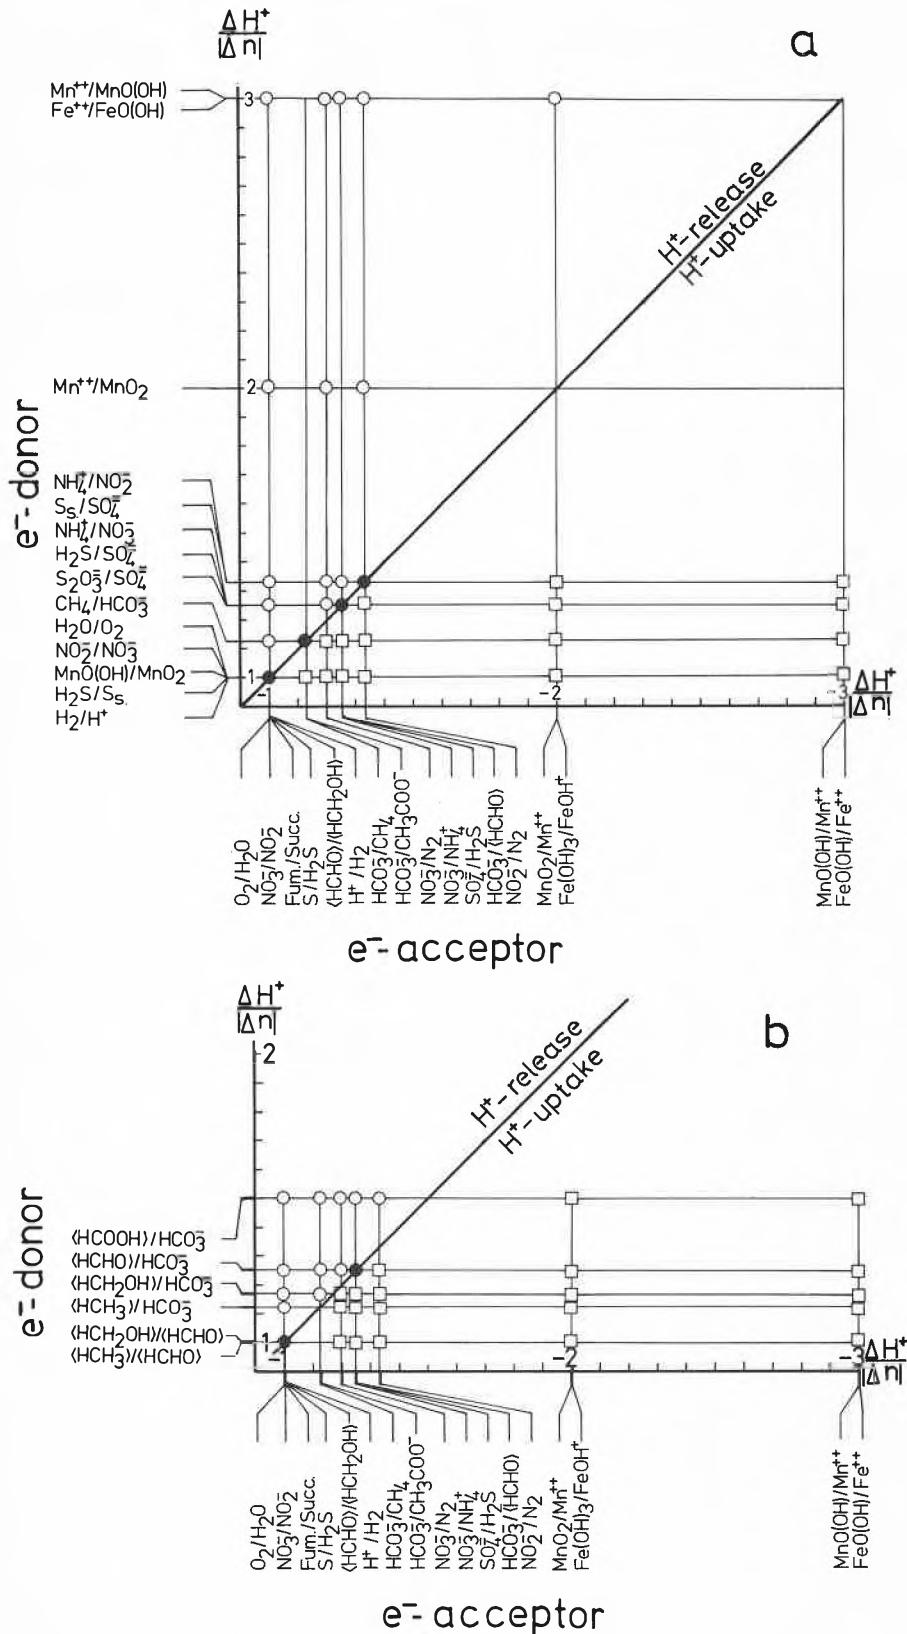 ΔH⁺
|Δn|
a
Mn⁺⁺/MnO(OH)
Fe⁺⁺/FeO(OH)
3
H⁺-release
H⁺-uptake
Mn⁺⁺/MnO₂
2
e⁻-donor
NH₄⁺/NO₂⁻
Sₛ/SO₄⁼
NH₄⁺/NO₃⁻
H₂S/SO₄⁼
S₂O₃⁼/SO₄⁼
CH₄/HCO₃⁻
H₂O/O₂
NO₂⁻/NO₃⁻
MnO(OH)/MnO₂
H₂S/Sₛ
H₂/H⁺
1
-1
-2
-3
ΔH⁺
|Δn|
O₂/H₂O
NO₃⁻/NO₂⁻
Fum./Succ.
S/H₂S
⟨HCHO⟩/⟨HCH₂OH⟩
H⁺/H₂
HCO₃⁻/CH₄
HCO₃⁻/CH₃COO⁻
NO₃⁻/N₂
NO₃⁻/NH₄⁺
SO₄⁼/H₂S
HCO₃⁻/⟨HCHO⟩
NO₂⁻/N₂
MnO₂/Mn⁺⁺
Fe(OH)₃/FeOH⁺
MnO(OH)/Mn⁺⁺
FeO(OH)/Fe⁺⁺
e⁻-acceptor
ΔH⁺
|Δn|
b
2
H⁺-release
H⁺-uptake
e⁻-donor
⟨HCOOH⟩/HCO₃⁻
⟨HCHO⟩/HCO₃⁻
⟨HCH₂OH⟩/HCO₃⁻
⟨HCH₃⟩/HCO₃⁻
⟨HCH₂OH⟩/⟨HCHO⟩
⟨HCH₃⟩/⟨HCHO⟩
1
-2
-3
ΔH⁺
|Δn|
O₂/H₂O
NO₃⁻/NO₂⁻
Fum./Succ.
S/H₂S
⟨HCHO⟩/⟨HCH₂OH⟩
H⁺/H₂
HCO₃⁻/CH₄
HCO₃⁻/CH₃COO⁻
NO₃⁻/N₂
NO₃⁻/NH₄⁺
SO₄⁼/H₂S
HCO₃⁻/⟨HCHO⟩
NO₂⁻/N₂
MnO₂/Mn⁺⁺
Fe(OH)₃/FeOH⁺
MnO(OH)/Mn⁺⁺
FeO(OH)/Fe⁺⁺
e⁻-acceptor